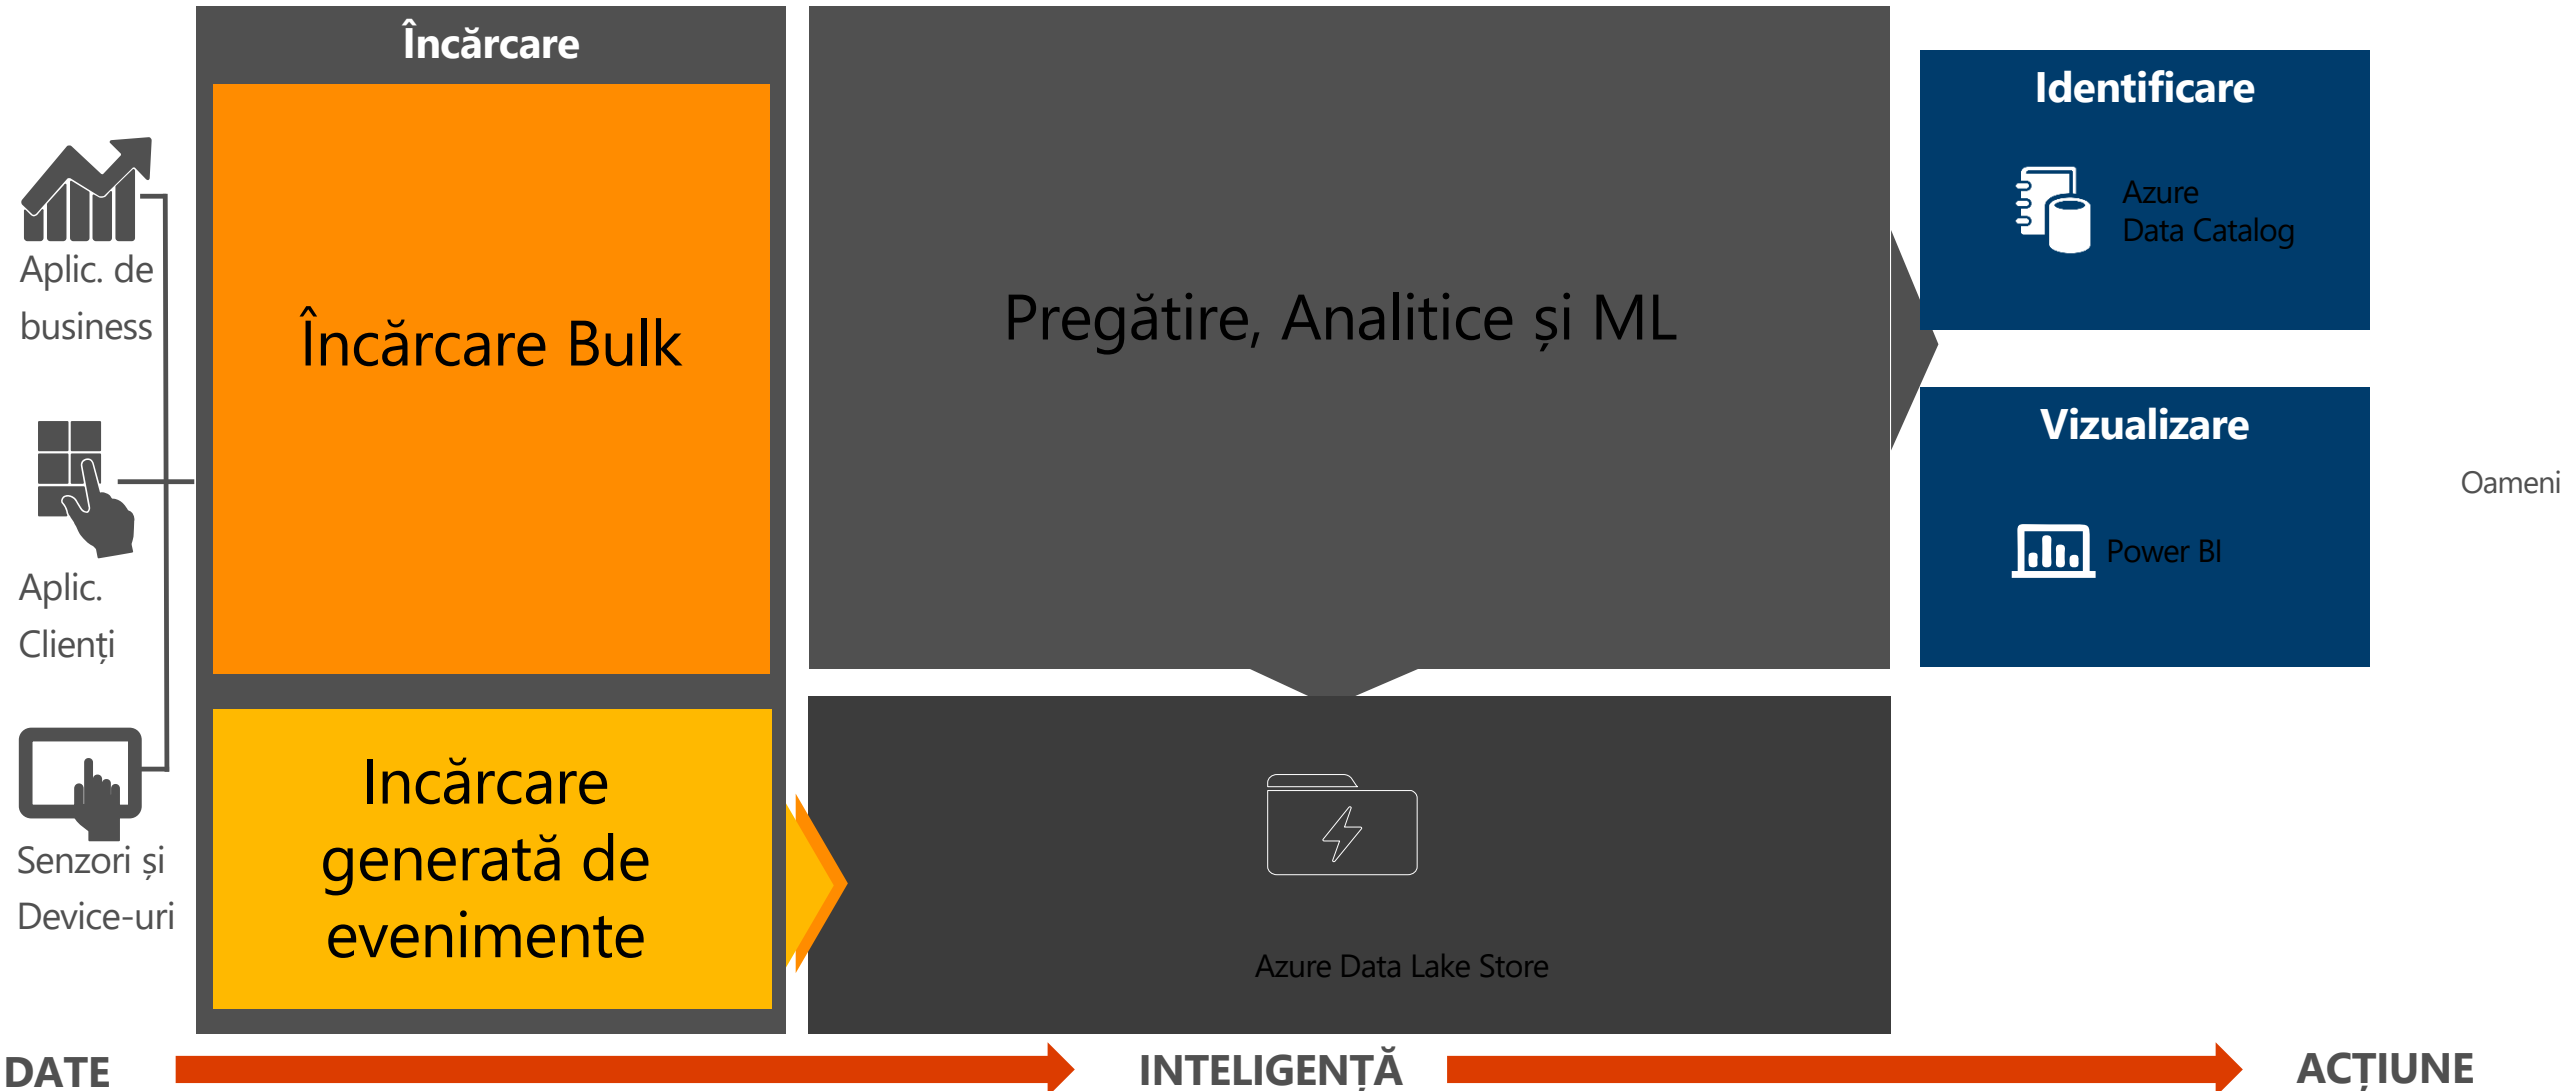 Încărcare
Încărcare Bulk
Incărcare
generată de
evenimente
Aplic. de
business
Aplic.
Clienți
Senzori și
Device-uri
Pregătire, Analitice și ML
Azure Data Lake Store
Identificare
Azure
Data Catalog
Vizualizare
Power BI
Oameni
DATE
INTELIGENȚĂ
ACȚIUNE